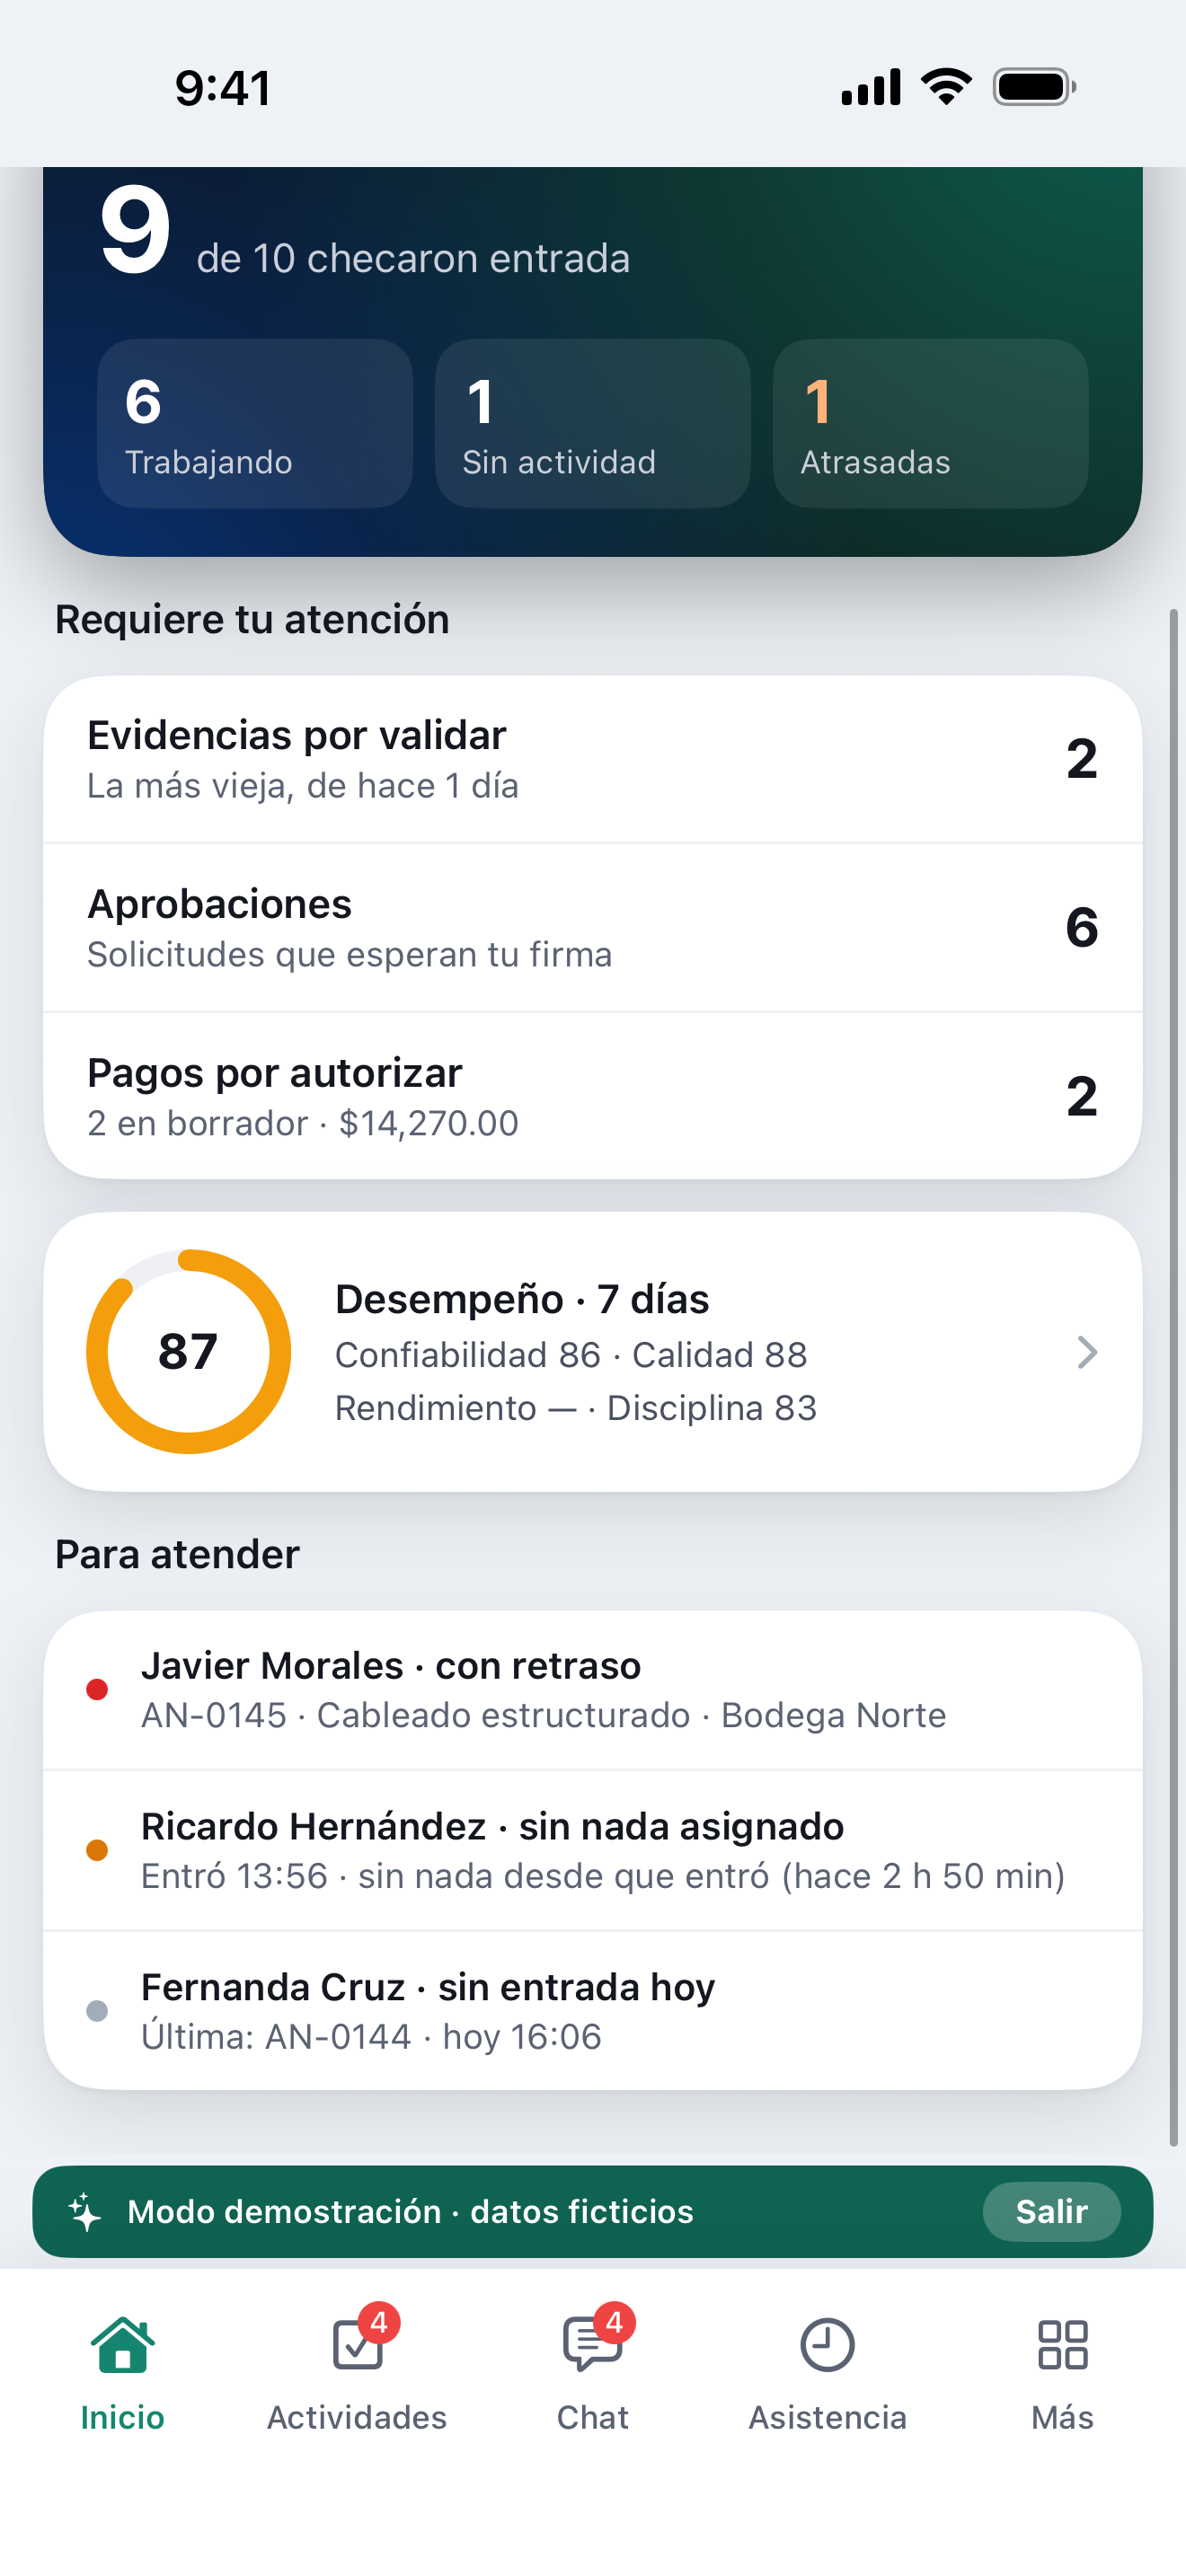 9:41
9 de 10 checaron entrada
6
Trabajando
1
Sin actividad
1
Atrasadas
Requiere tu atención
Evidencias por validar
La más vieja, de hace 1 día
2
Aprobaciones
Solicitudes que esperan tu firma
6
Pagos por autorizar
2 en borrador · $14,270.00
2
87
Desempeño · 7 días
Confiabilidad 86 · Calidad 88
Rendimiento — · Disciplina 83
Para atender
Javier Morales · con retraso
AN-0145 · Cableado estructurado · Bodega Norte
Ricardo Hernández · sin nada asignado
Entró 13:56 · sin nada desde que entró (hace 2 h 50 min)
Fernanda Cruz · sin entrada hoy
Última: AN-0144 · hoy 16:06
Modo demostración · datos ficticios
Salir
Inicio
4
Actividades
4
Chat
Asistencia
Más